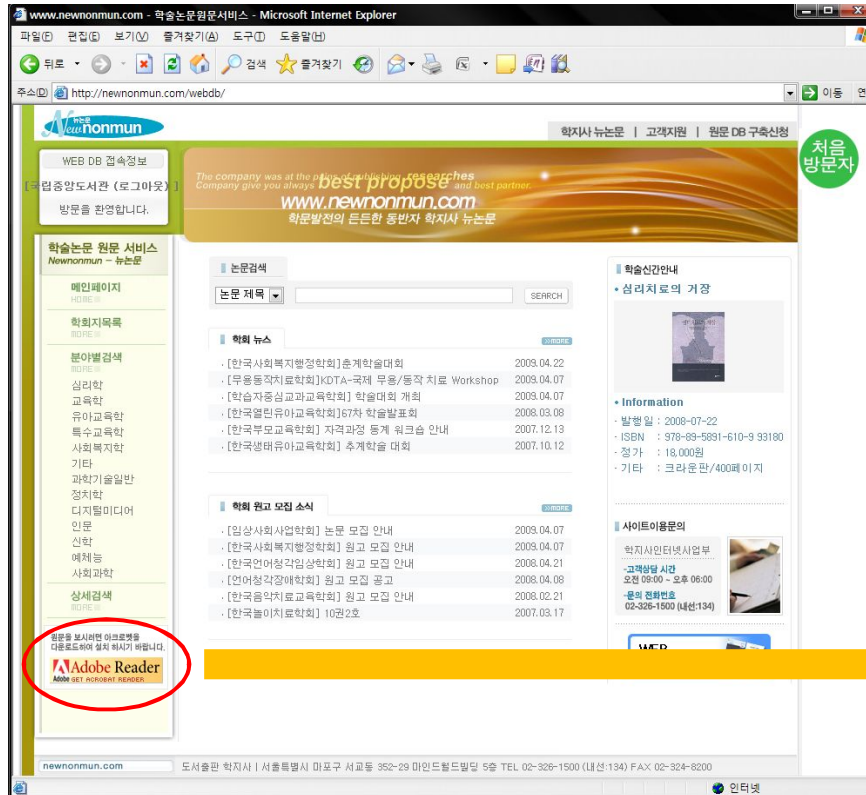 www.newnonmun.com - 학술논문원문서비스 - Microsoft Internet Explorer
파일(F) 편집(E) 보기(V) 즐겨찾기(A) 도구(T) 도움말(H)
뒤로 검색 즐겨찾기
주소(D) http://newnonmun.com/webdb/ 이동 연
뉴논문
Newnonmun
학지사 뉴논문 | 고객지원 | 원문 DB 구축신청
처음
방문자
WEB DB 접속정보
[국립중앙도서관 (로그아웃) ]
방문을 환영합니다.
The company was at the policy of publishing researches
Company give you always best propose and best partner.
www.newnonmun.com
학문발전의 든든한 동반자 학지사 뉴논문
학술논문 원문 서비스
Newnonmun - 뉴논문
메인페이지
HOME
학회지목록
MORE
분야별검색
MORE
심리학
교육학
유아교육학
특수교육학
사회복지학
기타
과학기술일반
정치학
디지털미디어
인문
신학
예체능
사회과학
상세검색
MORE
원문을 보시려면 아크로벳을
다운로드하여 설치 하시기 바랍니다.
Adobe Reader
Adobe GET ACROBAT READER
논문검색
논문 제목 SEARCH
학회 뉴스 >>MORE
· [한국사회복지행정학회]춘계학술대회 2009.04.22
· [무용동작치료학회]KDTA-국제 무용/동작 치료 Workshop 2009.04.07
· [학습자중심교과교육학회] 학술대회 개최 2009.04.07
· [한국열린유아교육학회]67차 학술발표회 2008.03.08
· [한국부모교육학회] 자격과정 동계 워크숍 안내 2007.12.13
· [한국생태유아교육학회] 추계학술 대회 2007.10.12
학회 원고 모집 소식 >>MORE
· [임상사회사업학회] 논문 모집 안내 2009.04.07
· [한국사회복지행정학회] 원고 모집 안내 2009.04.07
· [한국언어청각임상학회] 원고 모집 안내 2008.04.21
· [언어청각장애학회] 원고 모집 공고 2008.04.08
· [한국음악치료교육학회] 원고 모집 안내 2008.02.21
· [한국놀이치료학회] 10권2호 2007.03.17
학술신간안내
• 심리치료의 거장
• Information
· 발행일 : 2008-07-22
· ISBN : 978-89-5891-610-9 93180
· 정가 : 18,000원
· 기타 : 크라운판/400페이지
사이트이용문의
학지사인터넷사업부
-고객상담 시간
오전 09:00 ~ 오후 06:00
-문의 전화번호
02-326-1500 (내선:134)
WEB
newnonmun.com
도서출판 학지사 | 서울특별시 마포구 서교동 352-29 마인드월드빌딩 5층 TEL 02-326-1500 (내선:134) FAX 02-324-8200
인터넷